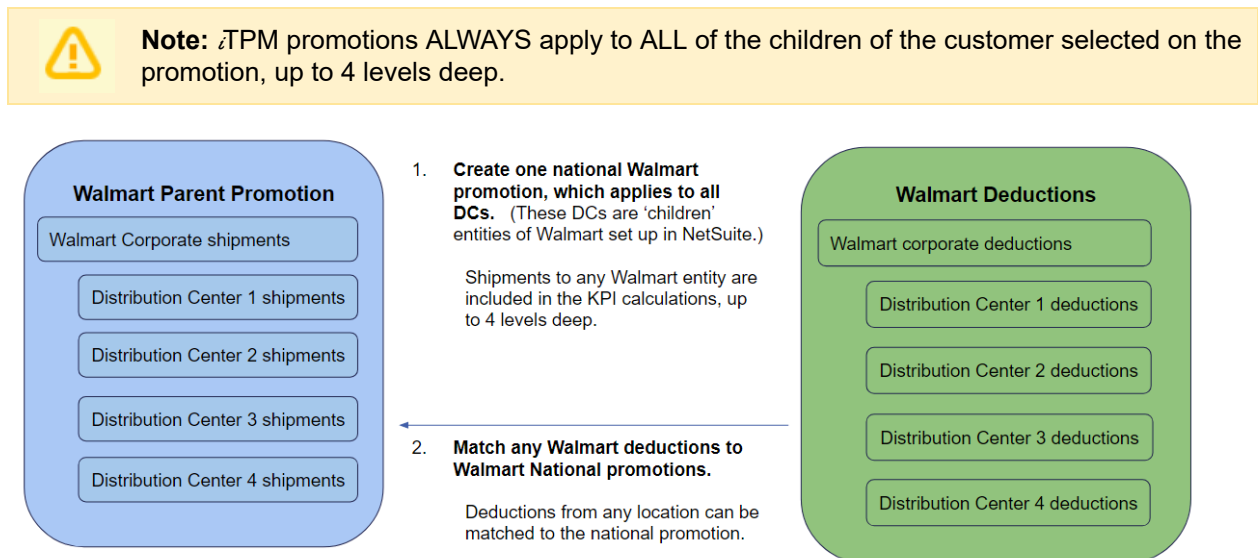 Note: iTPM promotions ALWAYS apply to ALL of the children of the customer selected on the
promotion, up to 4 levels deep.
Walmart Parent Promotion
Walmart Corporate shipments
Distribution Center 1 shipments
Distribution Center 2 shipments
Distribution Center 3 shipments
Distribution Center 4 shipments
1. Create one national Walmart
promotion, which applies to all
DCs. (These DCs are ‘children’
entities of Walmart set up in NetSuite.)
Shipments to any Walmart entity are
included in the KPI calculations, up
to 4 levels deep.
2. Match any Walmart deductions to
Walmart National promotions.
Deductions from any location can be
matched to the national promotion.
Walmart Deductions
Walmart corporate deductions
Distribution Center 1 deductions
Distribution Center 2 deductions
Distribution Center 3 deductions
Distribution Center 4 deductions